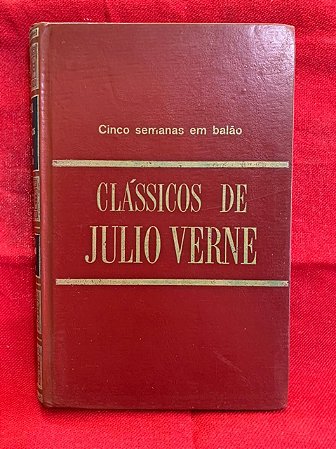 Cinco semanas em balão
CLÁSSICOS DE
JULIO VERNE